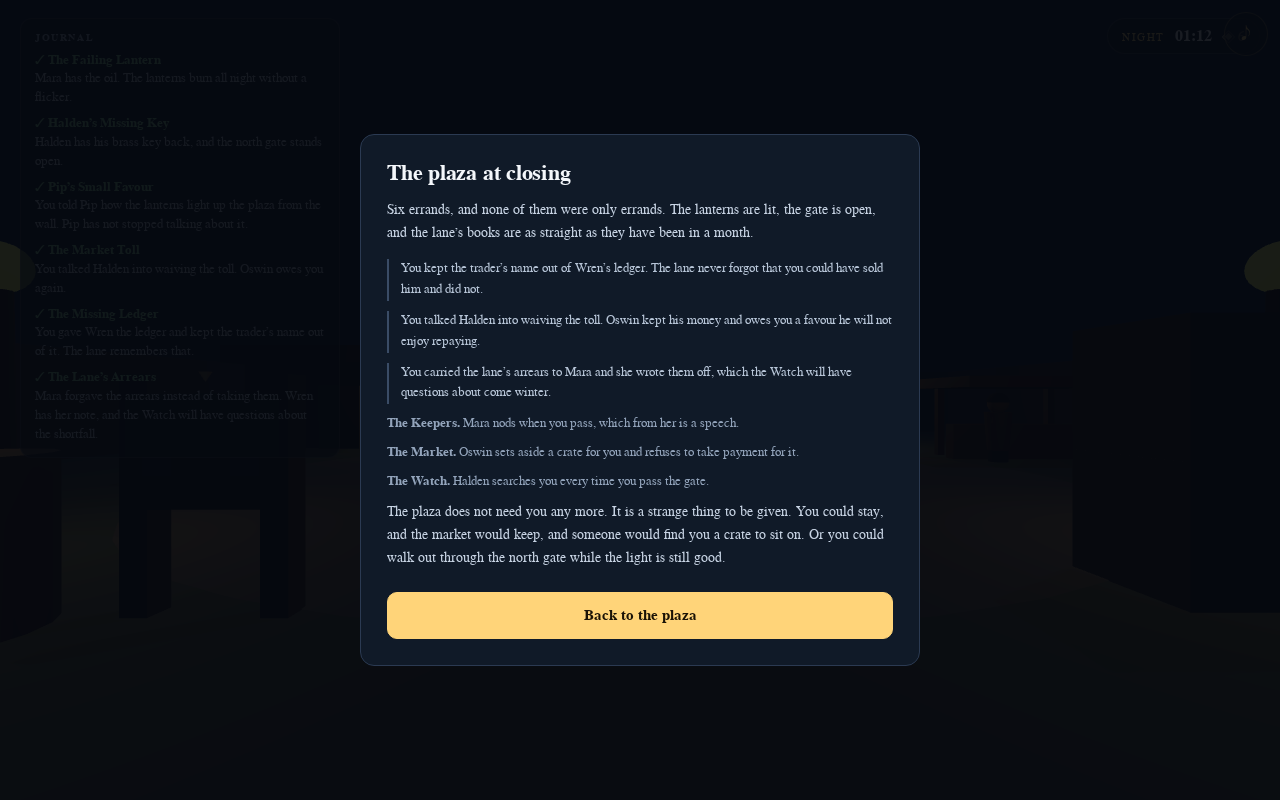 JOURNAL
✓ The Failing Lantern
Mara has the oil. The lanterns burn all night without a
flicker.
✓ Halden's Missing Key
Halden has his brass key back, and the north gate stands
open.
✓ Pip's Small Favour
You told Pip how the lanterns light up the plaza from the
wall. Pip has not stopped talking about it.
✓ The Market Toll
You talked Halden into waiving the toll. Oswin owes you
again.
✓ The Missing Ledger
You gave Wren the ledger and kept the trader's name out
of it. The lane remembers that.
✓ The Lane's Arrears
Mara forgave the arrears instead of taking them. Wren
has her note, and the Watch will have questions about
the shortfall.
NIGHT 01:12
The plaza at closing
Six errands, and none of them were only errands. The lanterns are lit, the gate is open,
and the lane's books are as straight as they have been in a month.
You kept the trader's name out of Wren's ledger. The lane never forgot that you could have sold
him and did not.
You talked Halden into waiving the toll. Oswin kept his money and owes you a favour he will not
enjoy repaying.
You carried the lane's arrears to Mara and she wrote them off, which the Watch will have
questions about come winter.
The Keepers. Mara nods when you pass, which from her is a speech.
The Market. Oswin sets aside a crate for you and refuses to take payment for it.
The Watch. Halden searches you every time you pass the gate.
The plaza does not need you any more. It is a strange thing to be given. You could stay,
and the market would keep, and someone would find you a crate to sit on. Or you could
walk out through the north gate while the light is still good.
Back to the plaza